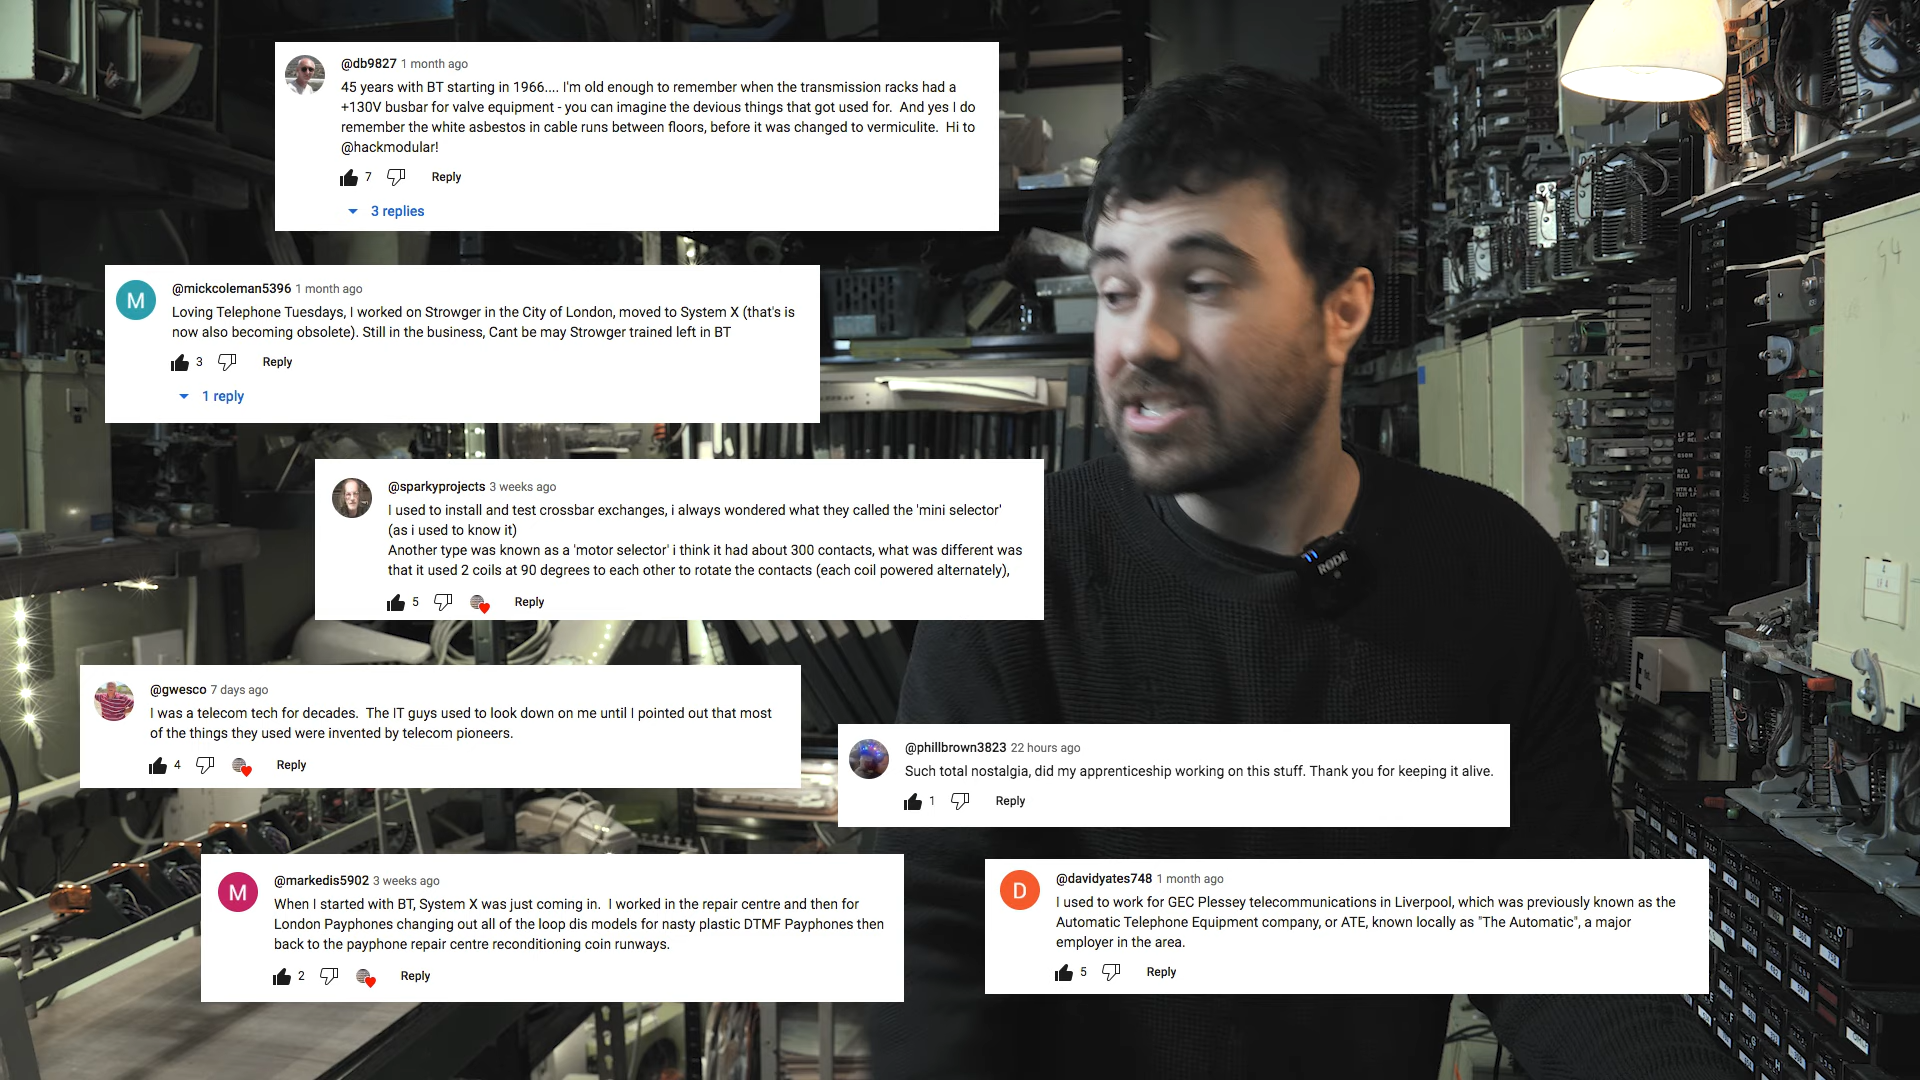 @db9827 1 month ago
45 years with BT starting in 1966.... I'm old enough to remember when the transmission racks had a
+130V busbar for valve equipment - you can imagine the devious things that got used for. And yes I do
remember the white asbestos in cable runs between floors, before it was changed to vermiculite. Hi to
@hackmodular!
7 Reply
3 replies
M
@mickcoleman5396 1 month ago
Loving Telephone Tuesdays, I worked on Strowger in the City of London, moved to System X (that's is
now also becoming obsolete). Still in the business, Cant be may Strowger trained left in BT
3 Reply
1 reply
@sparkyprojects 3 weeks ago
I used to install and test crossbar exchanges, i always wondered what they called the 'mini selector'
(as i used to know it)
Another type was known as a 'motor selector' i think it had about 300 contacts, what was different was
that it used 2 coils at 90 degrees to each other to rotate the contacts (each coil powered alternately),
5 Reply
RODE
@gwesco 7 days ago
I was a telecom tech for decades. The IT guys used to look down on me until I pointed out that most
of the things they used were invented by telecom pioneers.
4 Reply
@phillbrown3823 22 hours ago
Such total nostalgia, did my apprenticeship working on this stuff. Thank you for keeping it alive.
1 Reply
M
@markedis5902 3 weeks ago
When I started with BT, System X was just coming in. I worked in the repair centre and then for
London Payphones changing out all of the loop dis models for nasty plastic DTMF Payphones then
back to the payphone repair centre reconditioning coin runways.
2 Reply
D
@davidyates748 1 month ago
I used to work for GEC Plessey telecommunications in Liverpool, which was previously known as the
Automatic Telephone Equipment company, or ATE, known locally as "The Automatic", a major
employer in the area.
5 Reply